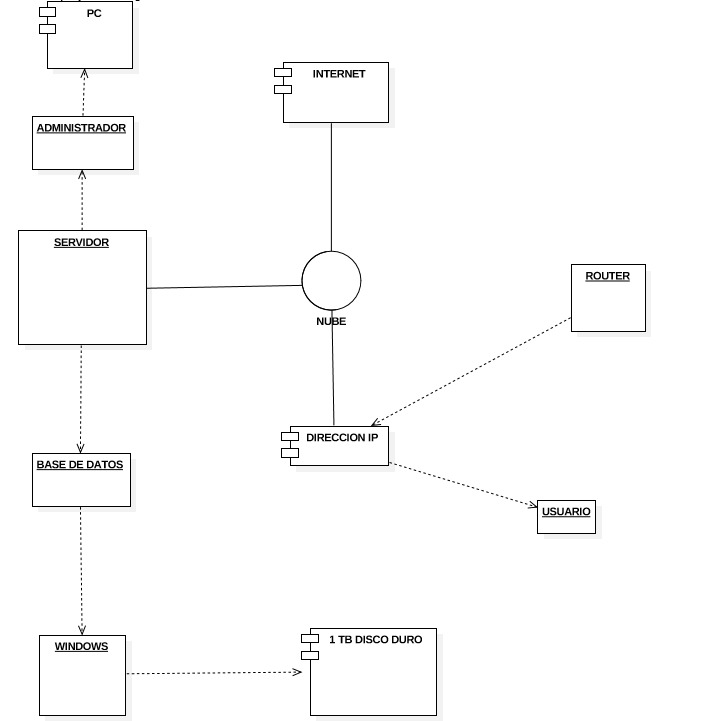 PC
INTERNET
ADMINISTRADOR
SERVIDOR
ROUTER
NUBE
DIRECCION IP
BASE DE DATOS
USUARIO
WINDOWS
1 TB DISCO DURO